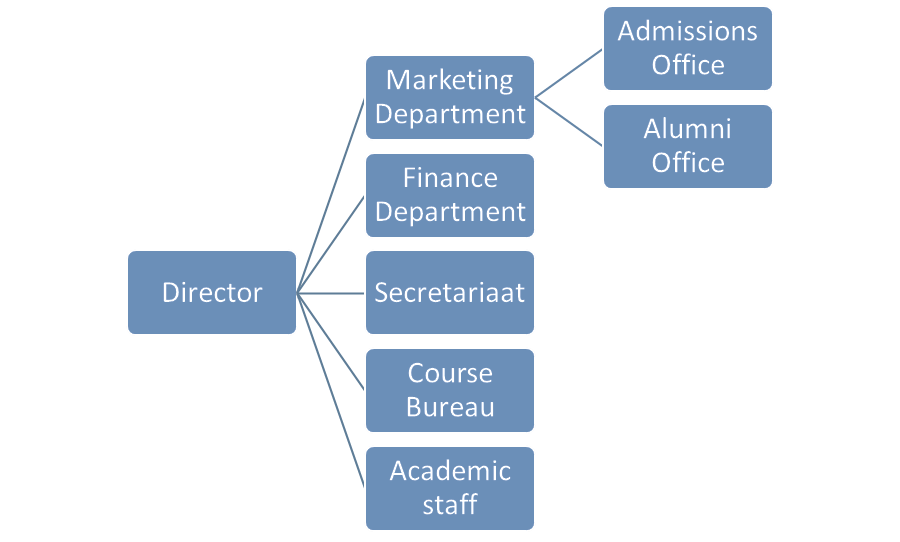 Director
Marketing
Department
Admissions
Office
Alumni
Office
Finance
Department
Secretariaat
Course
Bureau
Academic
staff